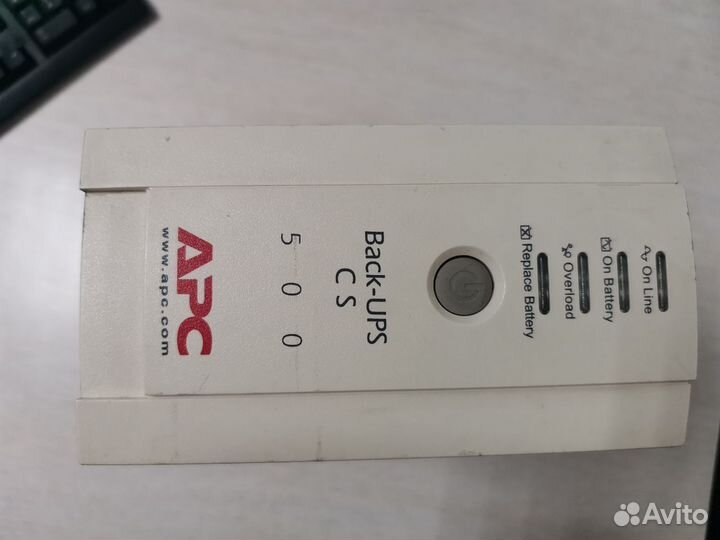 On Line
On Battery
Overload
Replace Battery
Back-UPS
CS
500
APC
www.apc.com
Avito